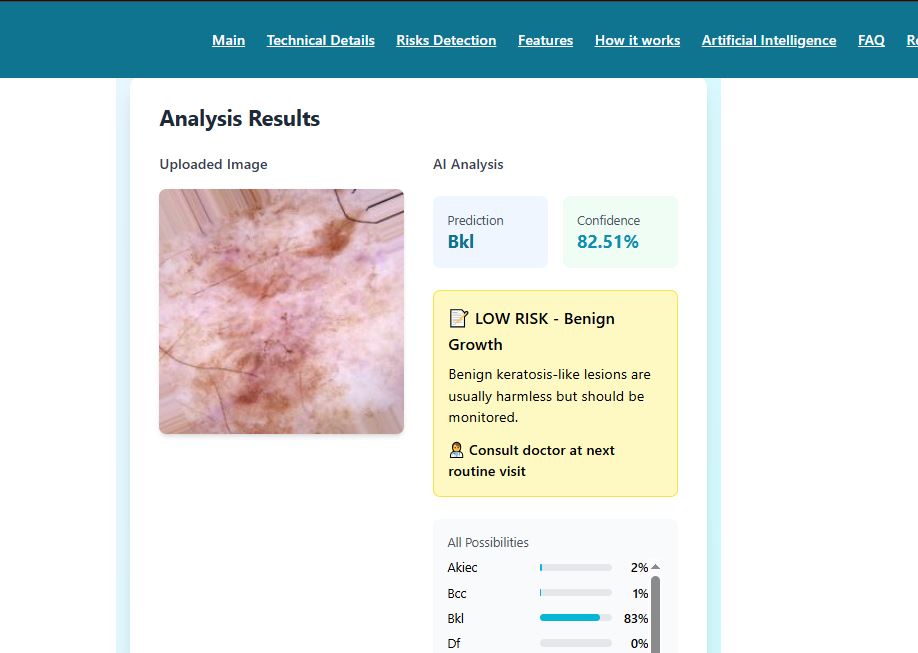 Main Technical Details Risks Detection Features How it works Artificial Intelligence FAQ
Analysis Results
Uploaded Image
AI Analysis
Prediction
Bkl
Confidence
82.51%
LOW RISK - Benign
Growth
Benign keratosis-like lesions are
usually harmless but should be
monitored.
Consult doctor at next
routine visit
All Possibilities
Akiec 2%
Bcc 1%
Bkl 83%
Df 0%